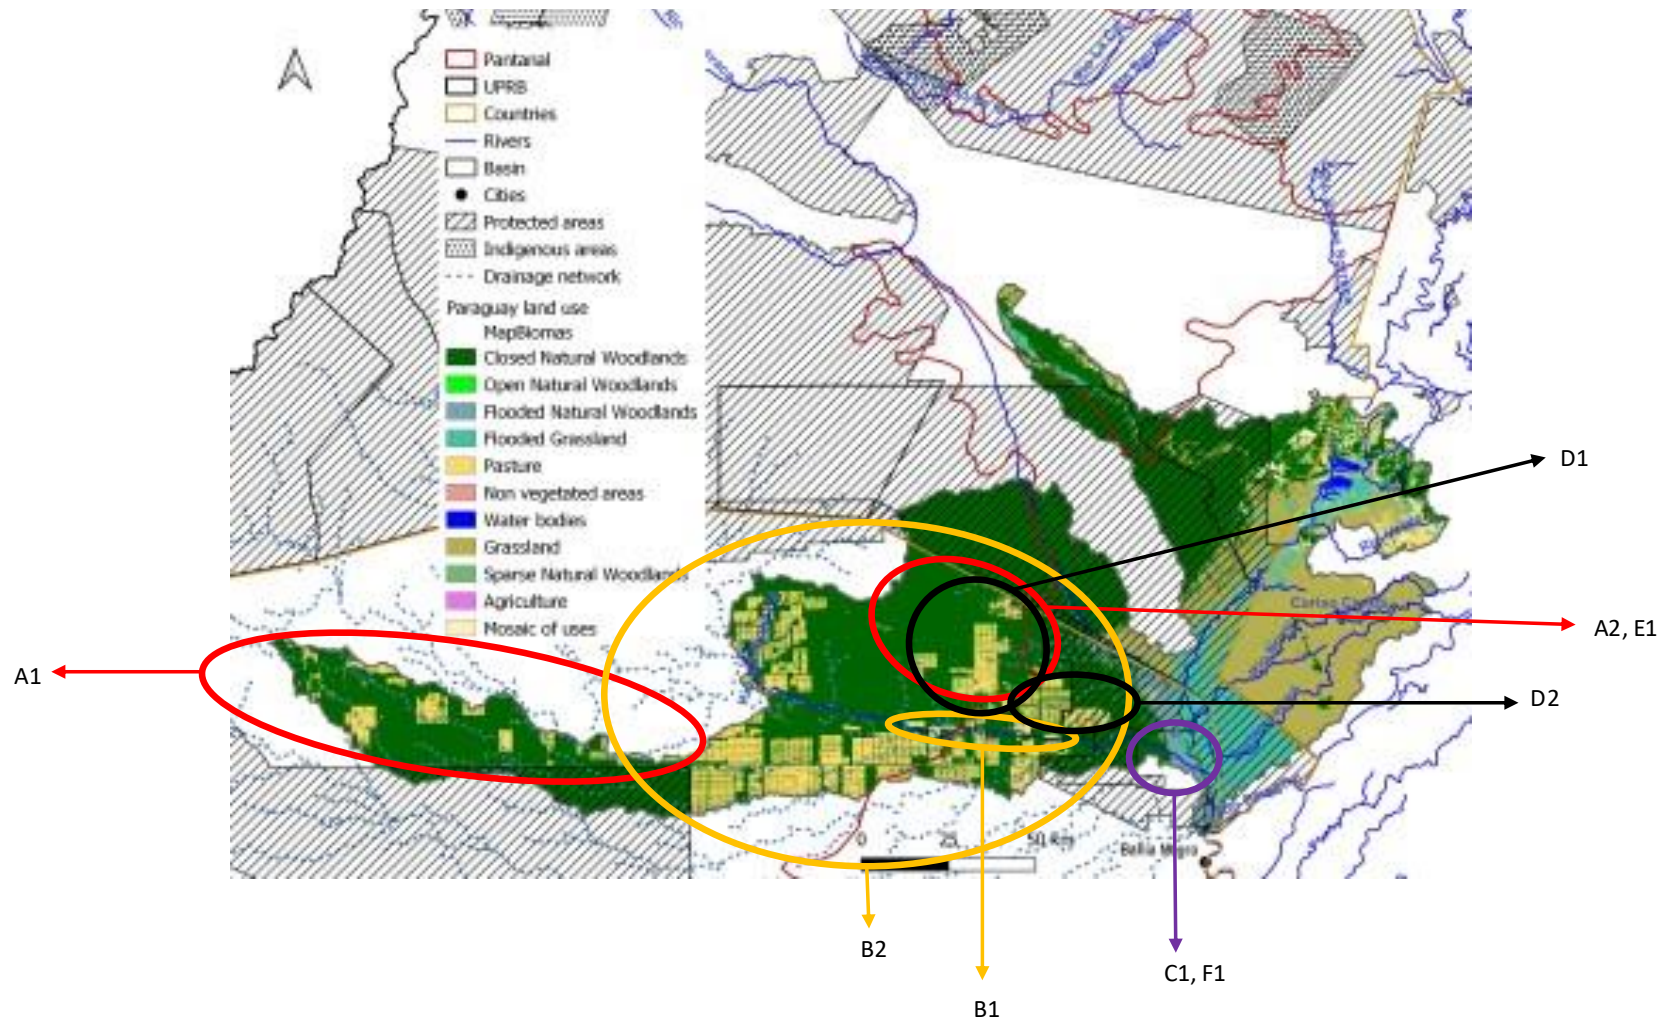 Pantanal
UPRB
Countries
Rivers
Basin
Cities
Protected areas
Indigenous areas
Drainage network
Paraguay land use
MapBiomas
Closed Natural Woodlands
Open Natural Woodlands
Flooded Natural Woodlands
Flooded Grassland
Pasture
Non vegetated areas
Water bodies
Grassland
Sparse Natural Woodlands
Agriculture
Mosaic of uses
D1
A2, E1
A1
D2
0 25 50 Km
Bahia Negra
B2
C1, F1
B1